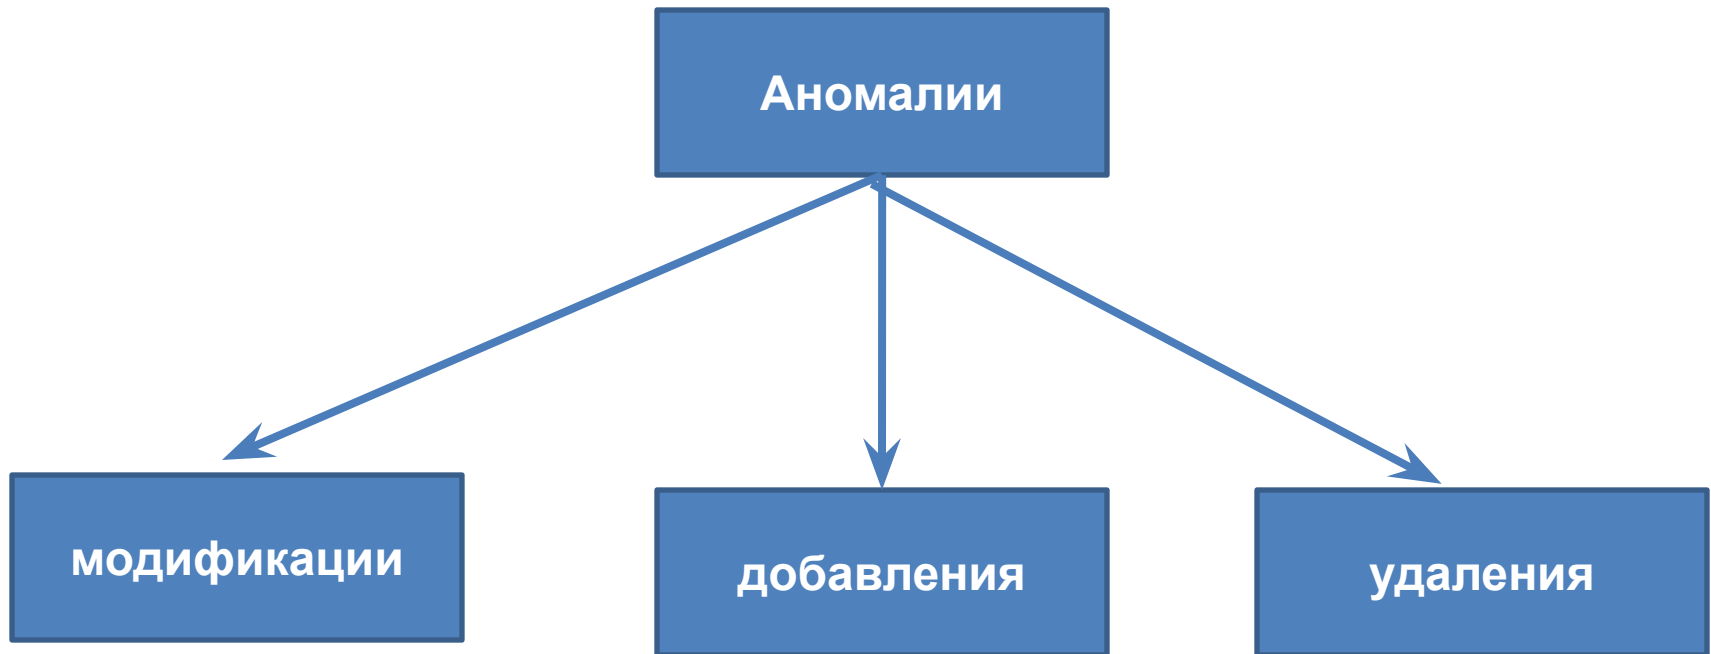 Аномалии
модификации
добавления
удаления